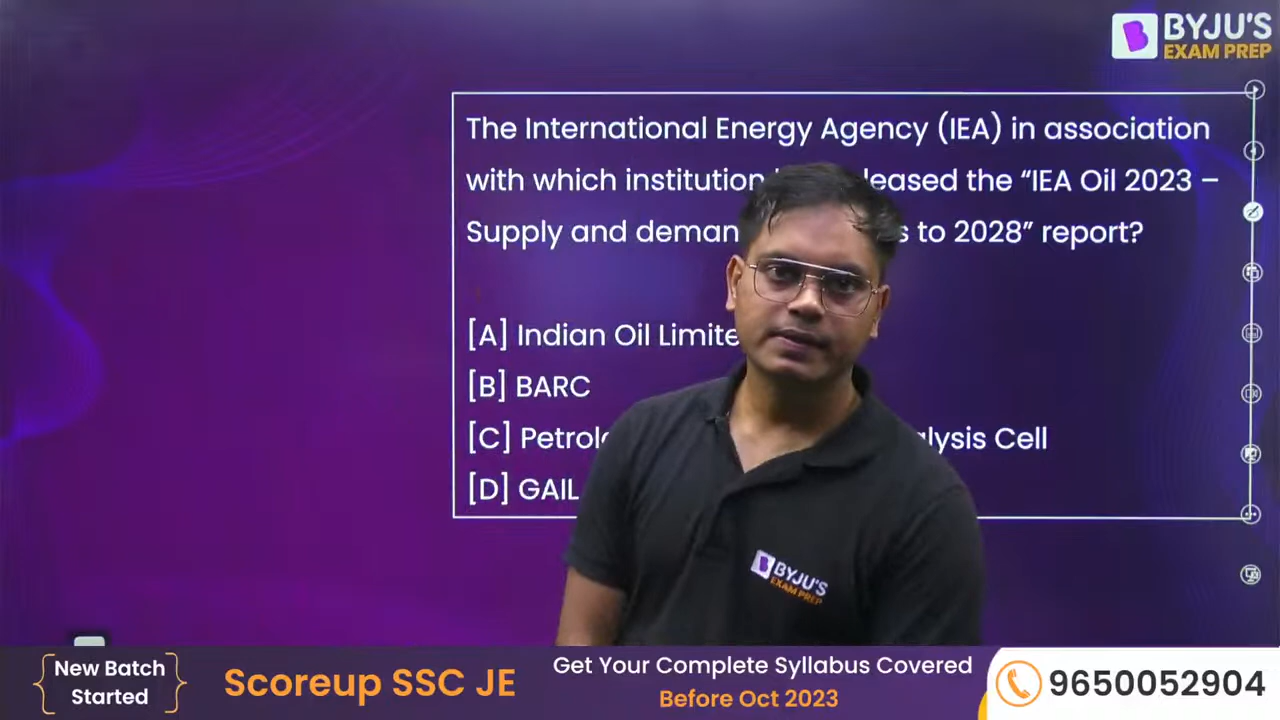 BYJU'S
EXAM PREP
The International Energy Agency (IEA) in association
with which institution leased the “IEA Oil 2023 –
Supply and deman s to 2028” report?
[A] Indian Oil Limite
[B] BARC
[C] Petrol lysis Cell
[D] GAIL
BYJU'S
EXAM PREP
New Batch
Started
Scoreup SSC JE
Get Your Complete Syllabus Covered
Before Oct 2023
9650052904